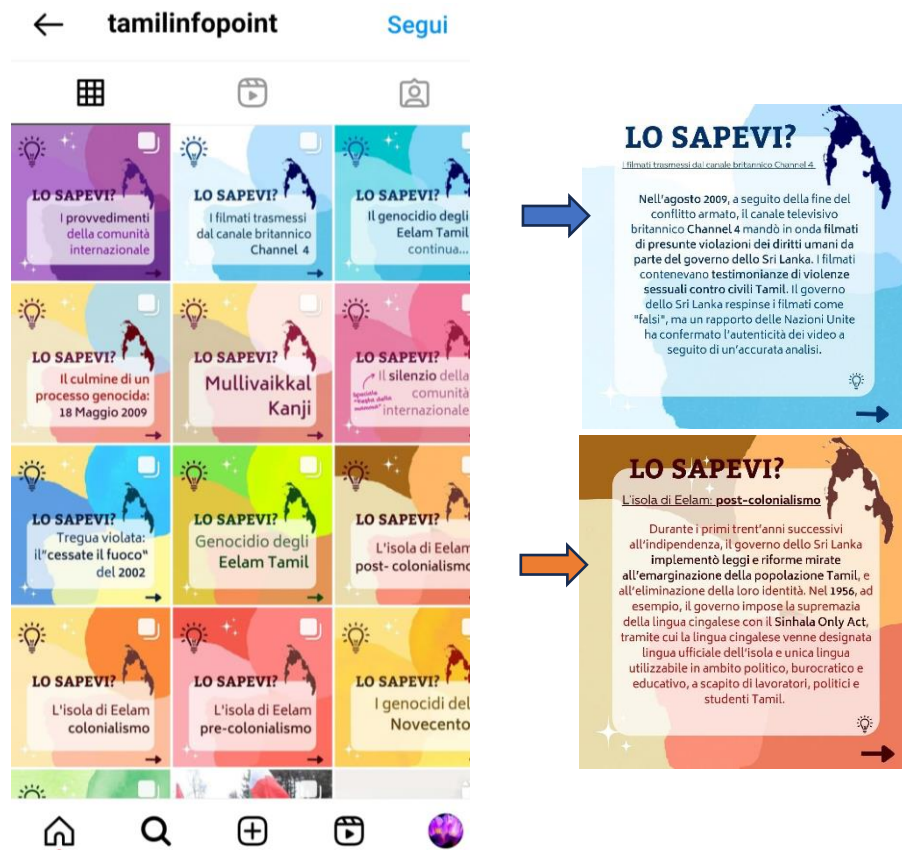 tamilinfopoint
Segui
LO SAPEVI?
I provvedimenti
della comunità
internazionale
LO SAPEVI?
I filmati trasmessi
dal canale britannico
Channel 4
LO SAPEVI?
Il genocidio degli
Eelam Tamil
continua...
LO SAPEVI?
Il culmine di un
processo genocida:
18 Maggio 2009
LO SAPEVI?
Mullivaikkal
Kanji
LO SAPEVI?
Il silenzio della
comunità
internazionale
LO SAPEVI?
Tregua violata:
il"cessate il fuoco"
del 2002
LO SAPEVI?
Genocidio degli
Eelam Tamil
LO SAPEVI?
L'isola di Eelam
post- colonialismo
LO SAPEVI?
L'isola di Eelam
colonialismo
LO SAPEVI?
L'isola di Eelam
pre-colonialismo
LO SAPEVI?
I genocidi del
Novecento
LO SAPEVI?
I filmati trasmessi dal canale britannico Channel 4
Nell'agosto 2009, a seguito della fine del
conflitto armato, il canale televisivo
britannico Channel 4 mandò in onda filmati
di presunte violazioni dei diritti umani da
parte del governo dello Sri Lanka. I filmati
contenevano testimonianze di violenze
sessuali contro civili Tamil. Il governo
dello Sri Lanka respinse i filmati come
"falsi", ma un rapporto delle Nazioni Unite
ha confermato l'autenticità dei video a
seguito di un'accurata analisi.
LO SAPEVI?
L'isola di Eelam: post-colonialismo
Durante i primi trent'anni successivi
all'indipendenza, il governo dello Sri Lanka
implementò leggi e riforme mirate
all'emarginazione della popolazione Tamil, e
all'eliminazione della loro identità. Nel 1956, ad
esempio, il governo impose la supremazia
della lingua cingalese con il Sinhala Only Act,
tramite cui la lingua cingalese venne designata
lingua ufficiale dell'isola e unica lingua
utilizzabile in ambito politico, burocratico e
educativo, a scapito di lavoratori, politici e
studenti Tamil.